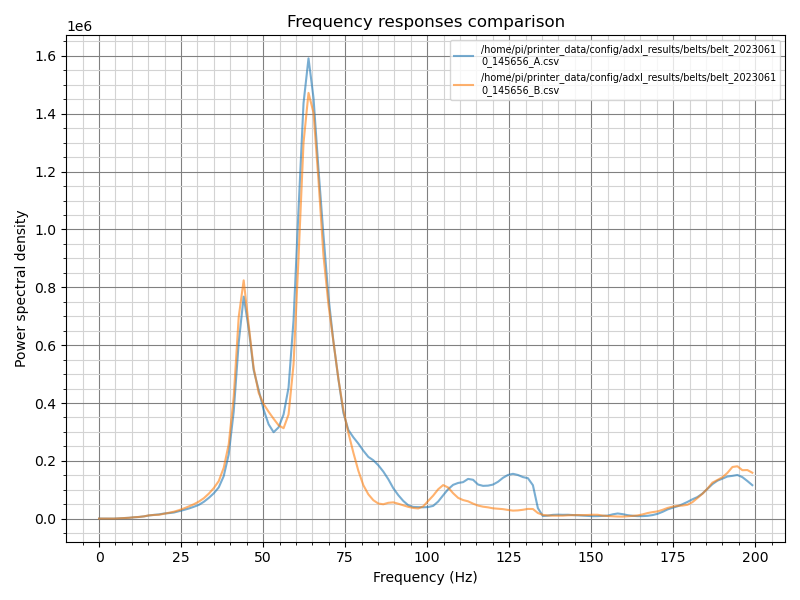 Frequency responses comparison
1e6
/home/pi/printer_data/config/adxl_results/belts/belt_2023061
0_145656_A.csv
/home/pi/printer_data/config/adxl_results/belts/belt_2023061
0_145656_B.csv
1.6
1.4
1.2
1.0
0.8
0.6
0.4
0.2
0.0
Power spectral density
0 25 50 75 100 125 150 175 200
Frequency (Hz)